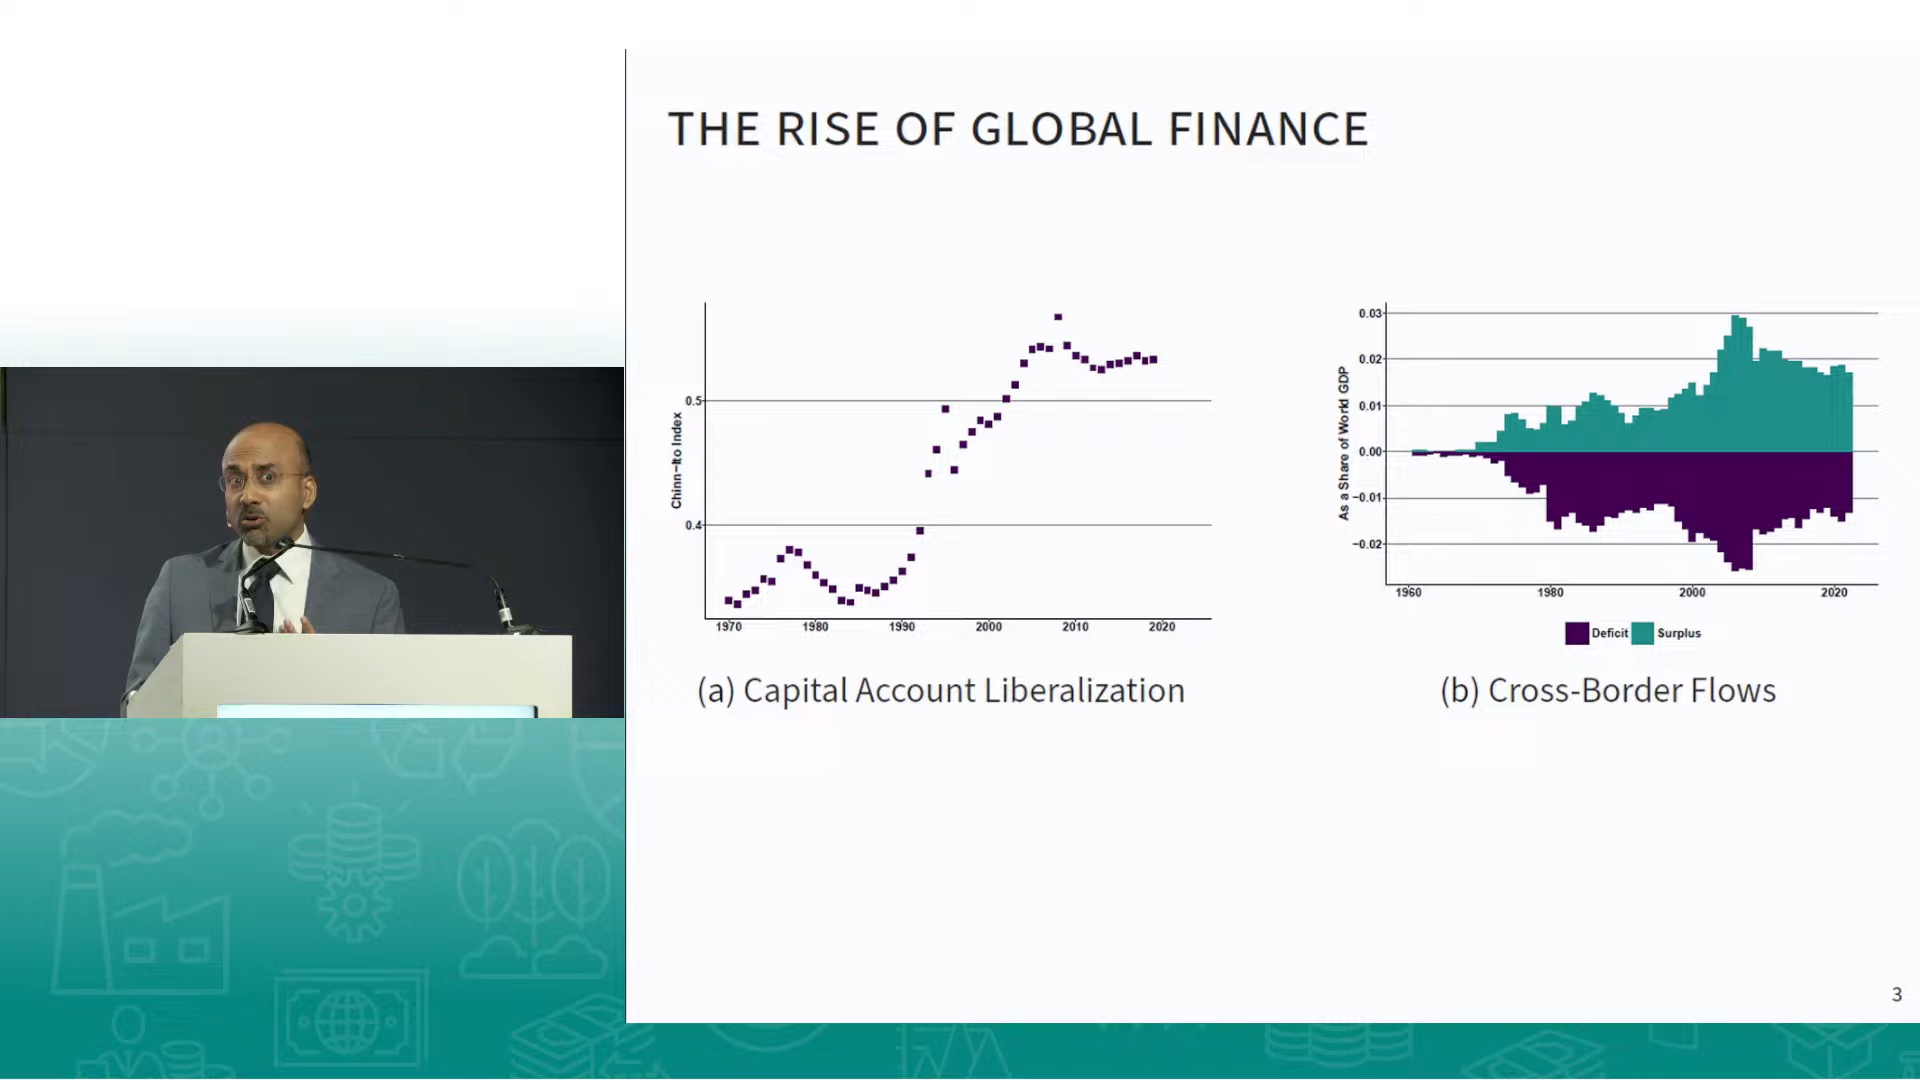 THE RISE OF GLOBAL FINANCE
Chinn-Ito Index
0.5
0.4
1970 1980 1990 2000 2010 2020
(a) Capital Account Liberalization
As a Share of World GDP
0.03
0.02
0.01
0.00
−0.01
−0.02
1960 1980 2000 2020
Deficit Surplus
(b) Cross-Border Flows
3